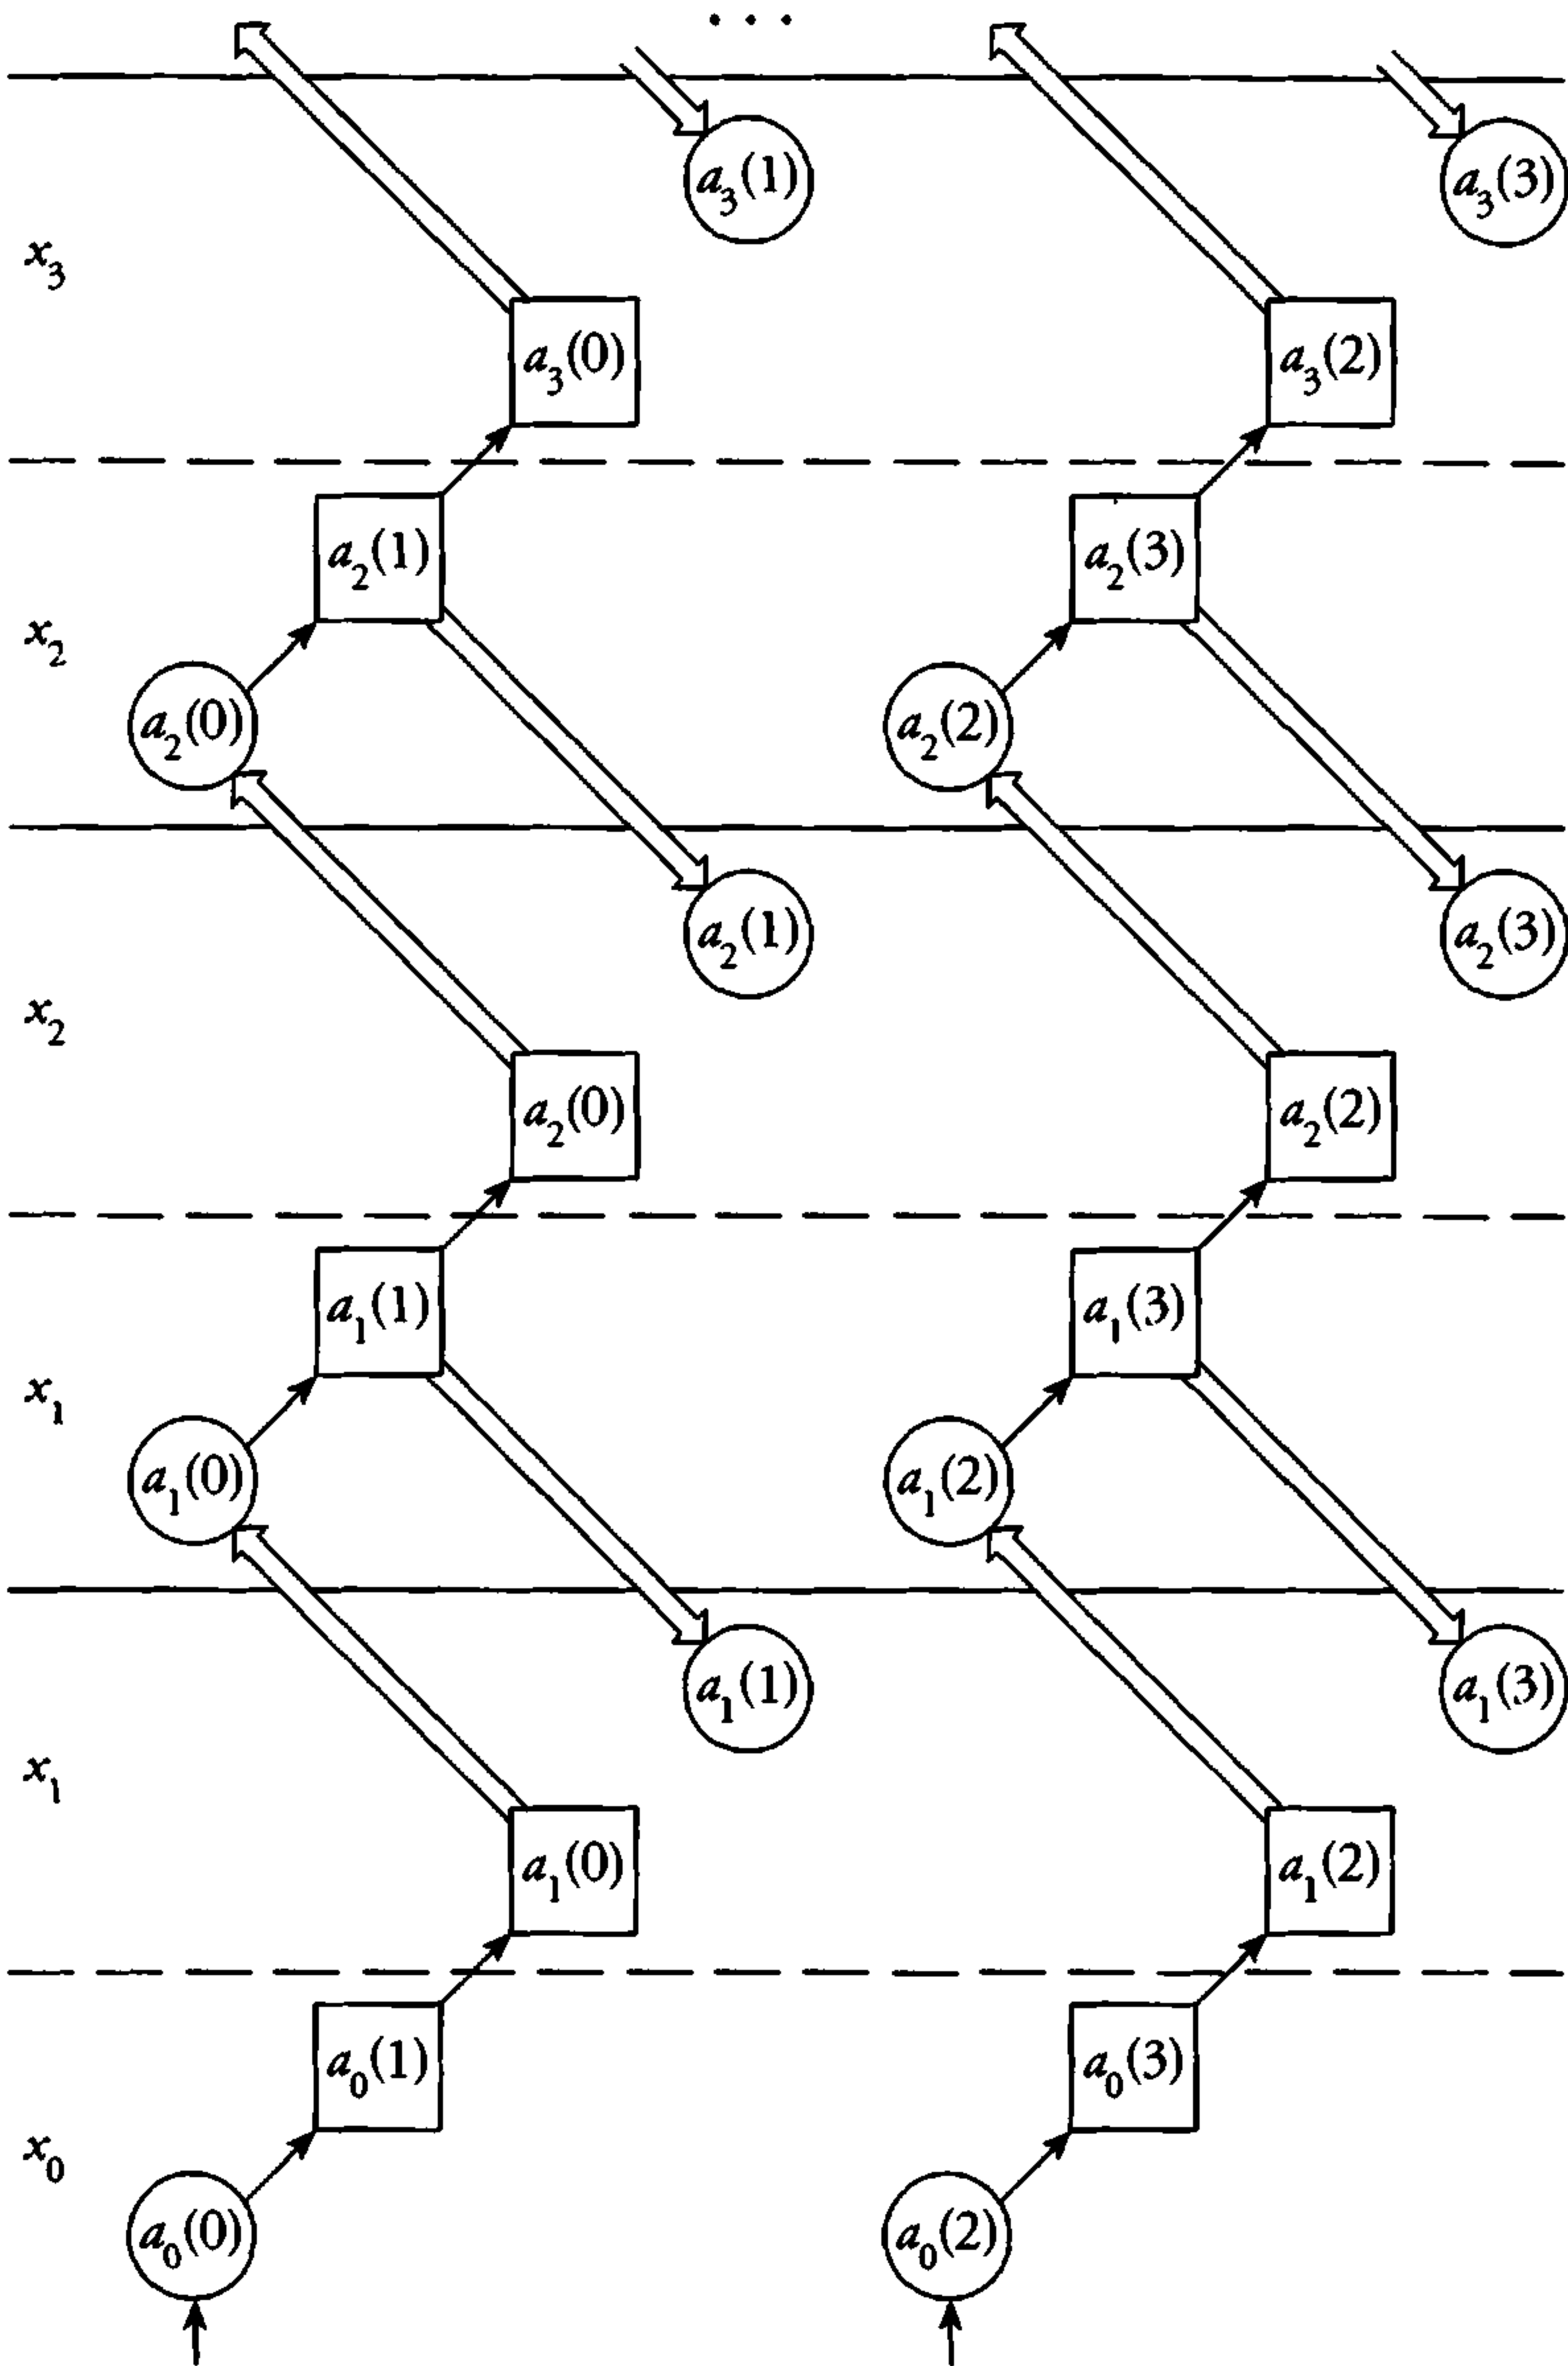 . . .
a₃(1) a₃(3)
x₃
a₃(0) a₃(2)
a₂(1) a₂(3)
x₂
a₂(0) a₂(2)
a₂(1) a₂(3)
x₂
a₂(0) a₂(2)
a₁(1) a₁(3)
x₁
a₁(0) a₁(2)
a₁(1) a₁(3)
x₁
a₁(0) a₁(2)
a₀(1) a₀(3)
x₀
a₀(0) a₀(2)